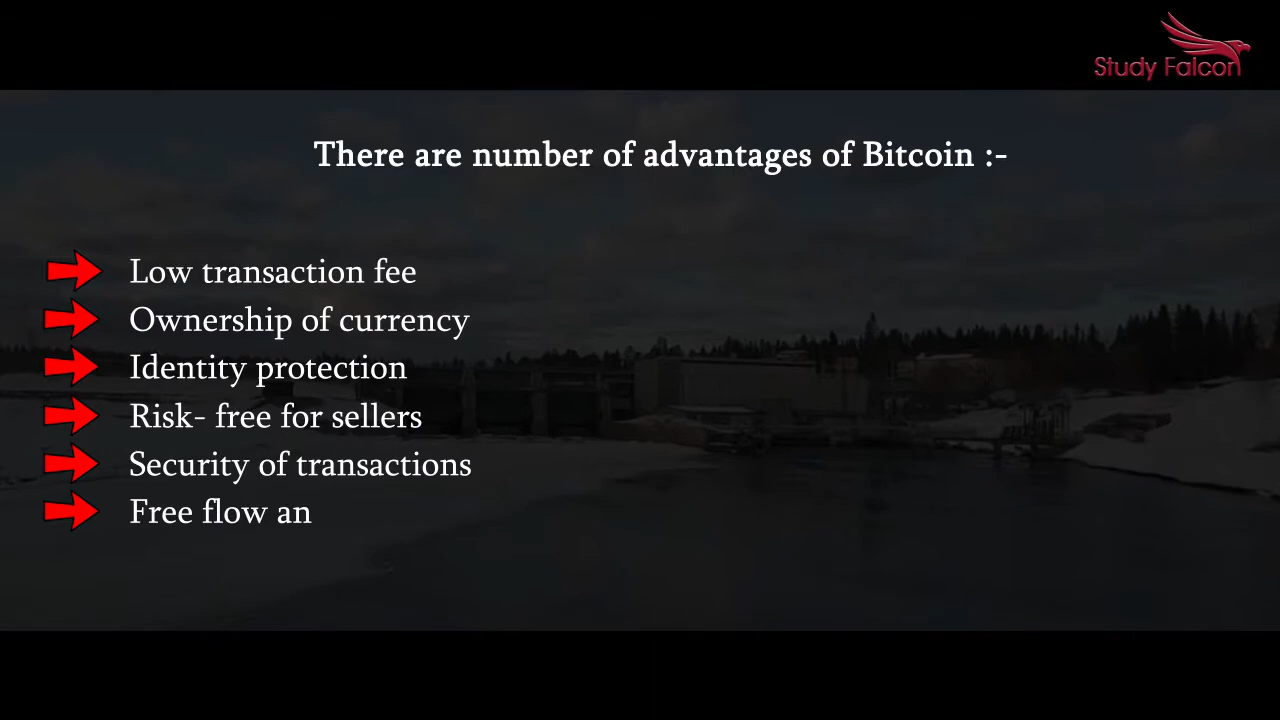 Study Falcon
There are number of advantages of Bitcoin :-
Low transaction fee
Ownership of currency
Identity protection
Risk- free for sellers
Security of transactions
Free flow an